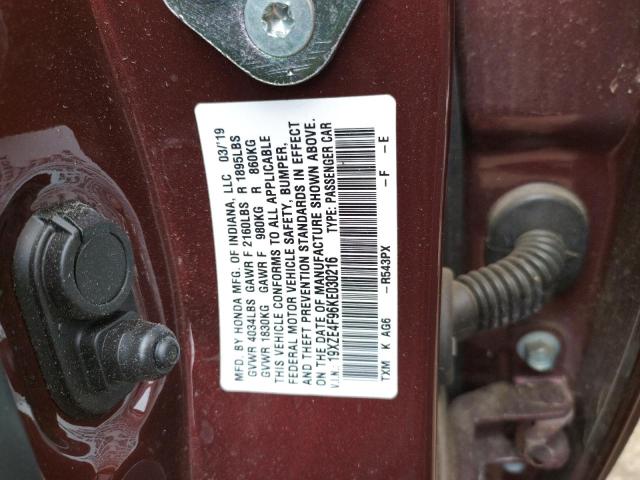 MFD. BY HONDA MFG. OF INDIANA, LLC 03/'19
GVWR 4034LBS GAWR F 2160LBS R 1895LBS
GVWR 1830KG GAWR F 980KG R 860KG
THIS VEHICLE CONFORMS TO ALL APPLICABLE
FEDERAL MOTOR VEHICLE SAFETY, BUMPER,
AND THEFT PREVENTION STANDARDS IN EFFECT
ON THE DATE OF MANUFACTURE SHOWN ABOVE.
V.I.N. 19XZE4F96KE030216 TYPE: PASSENGER CAR
TXM K AG6 -R543PX -F -E